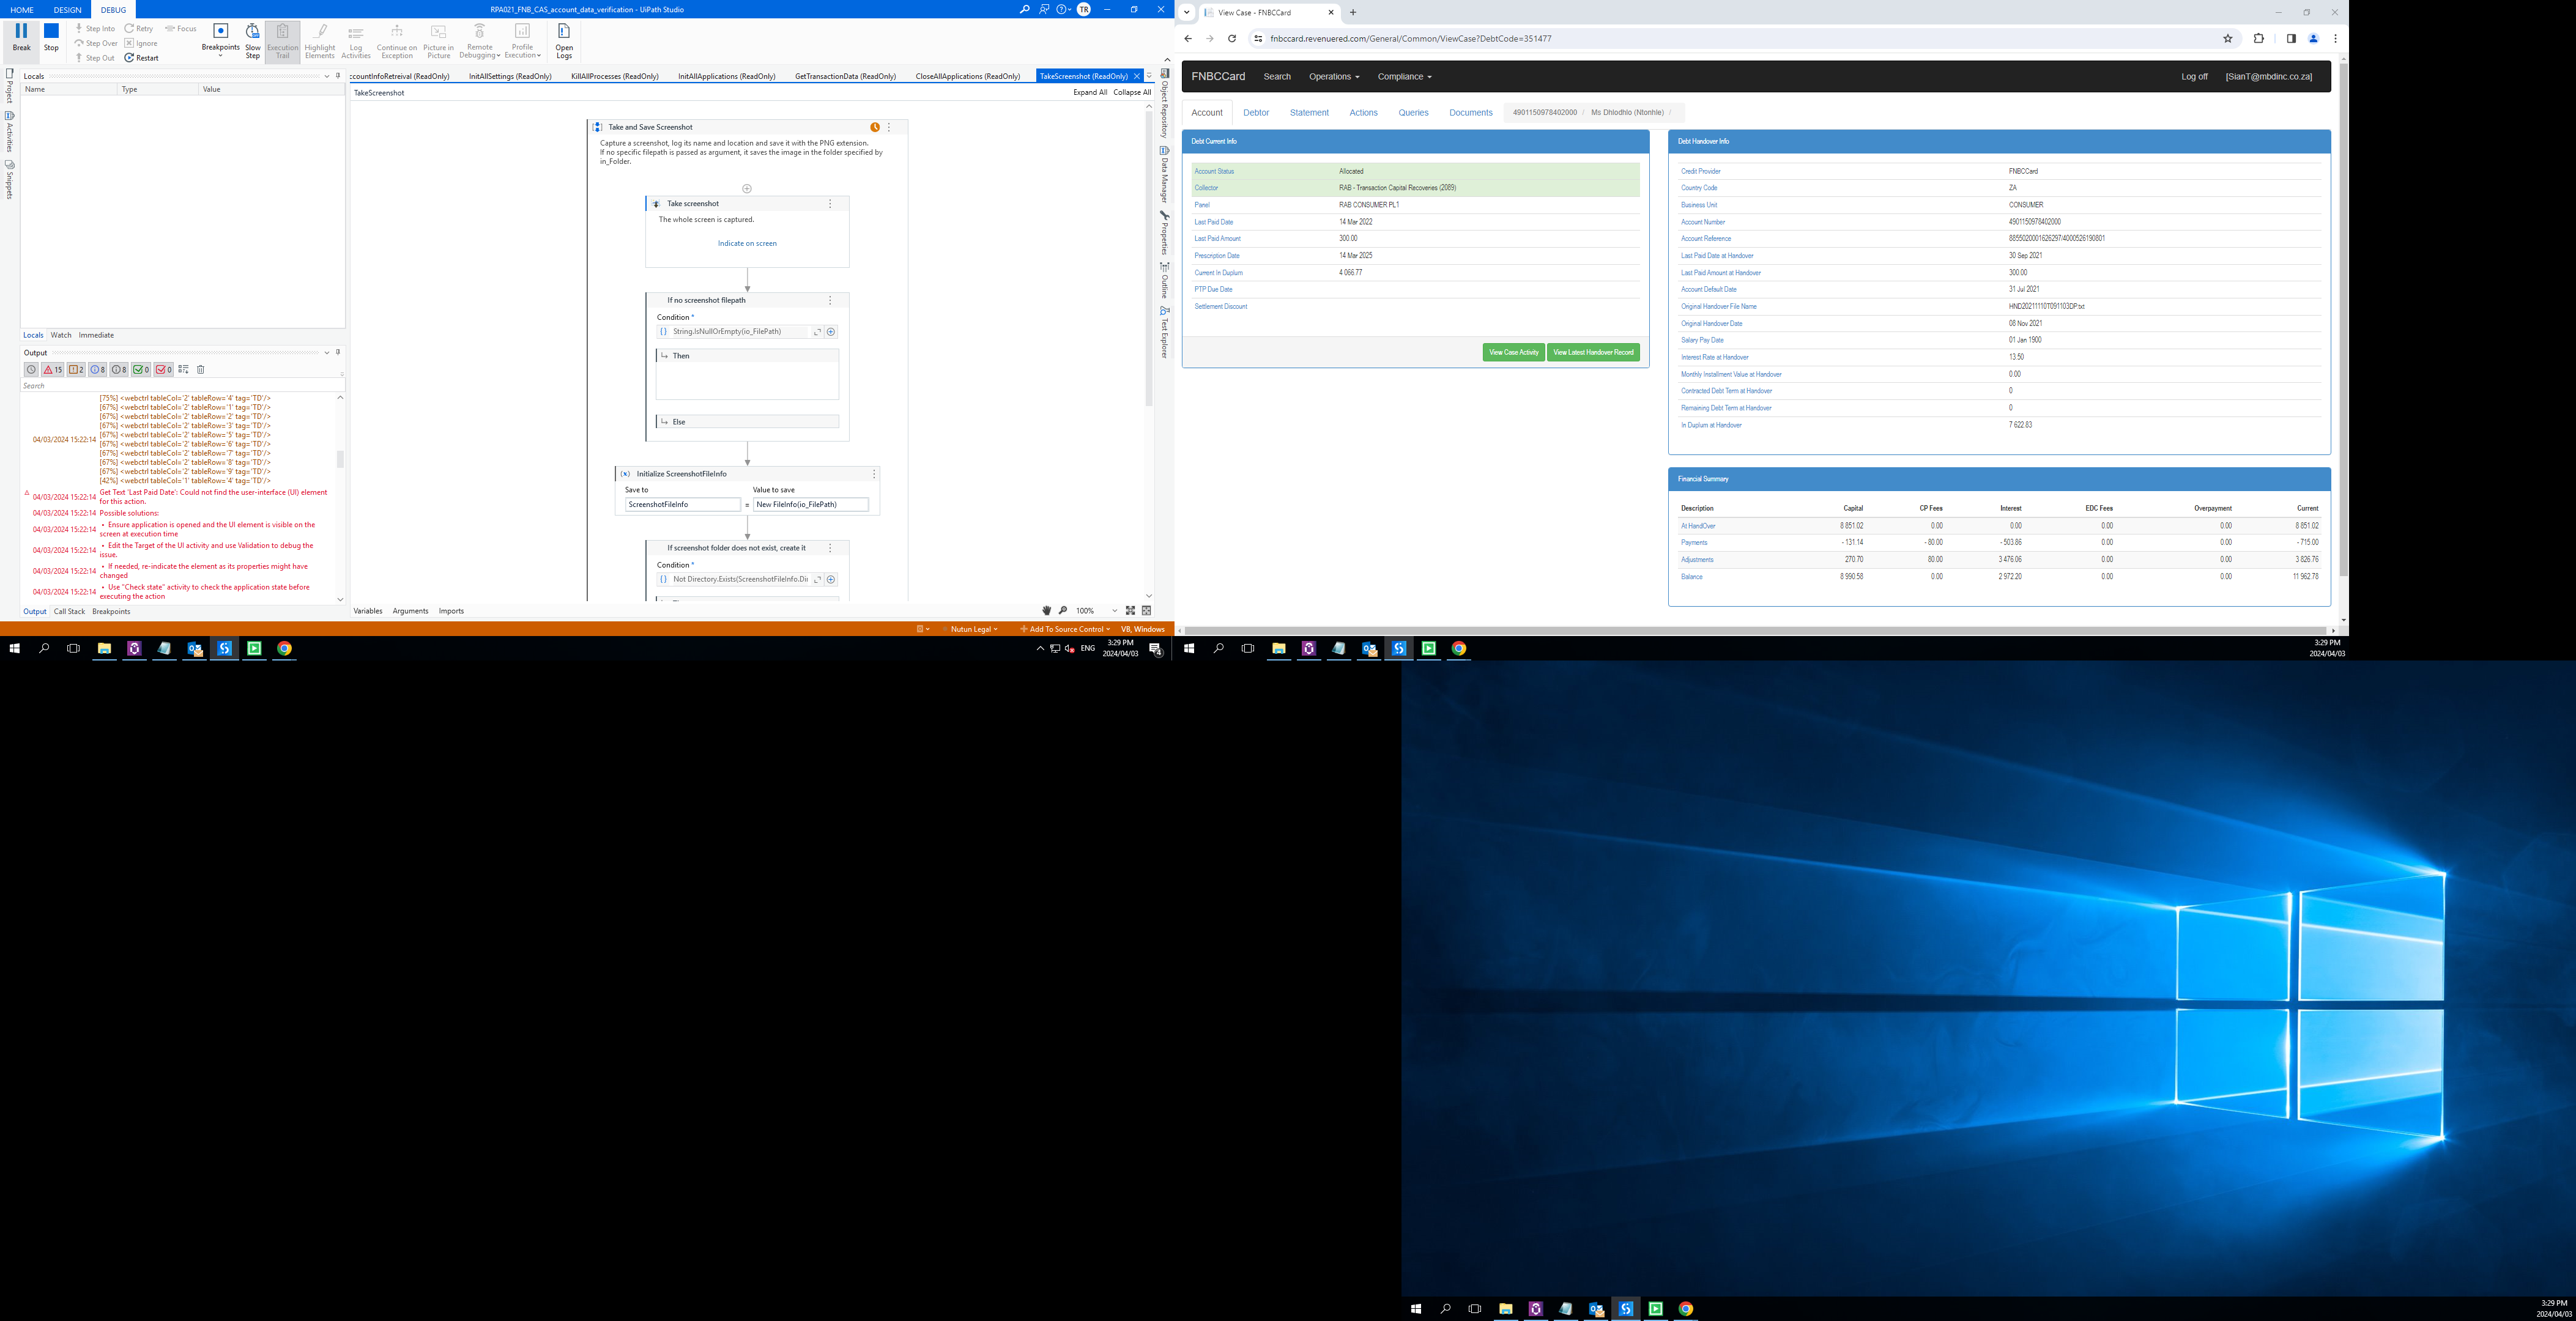 HOME DESIGN DEBUG
RPA021_FNB_CAS_account_data_verification - UiPath Studio
TR
Break Stop
Step Into Retry Focus
Step Over Ignore
Step Out Restart
Breakpoints
Slow Step
Execution Trail
Highlight Elements
Log Activities
Continue on Exception
Picture in Picture
Remote Debugging
Profile Execution
Open Logs
Project
Activities
Snippets
Locals
Name Type Value
Locals Watch Immediate
Output
15 2 8 8 0 0
Search
[75%] <webctrl tableCol='2' tableRow='4' tag='TD'/>
[67%] <webctrl tableCol='2' tableRow='1' tag='TD'/>
[67%] <webctrl tableCol='2' tableRow='2' tag='TD'/>
[67%] <webctrl tableCol='2' tableRow='3' tag='TD'/>
[67%] <webctrl tableCol='2' tableRow='5' tag='TD'/>
04/03/2024 15:22:14 [67%] <webctrl tableCol='2' tableRow='6' tag='TD'/>
[67%] <webctrl tableCol='2' tableRow='7' tag='TD'/>
[67%] <webctrl tableCol='2' tableRow='8' tag='TD'/>
[67%] <webctrl tableCol='2' tableRow='9' tag='TD'/>
[42%] <webctrl tableCol='1' tableRow='4' tag='TD'/>
04/03/2024 15:22:14 Get Text 'Last Paid Date': Could not find the user-interface (UI) element
for this action.
04/03/2024 15:22:14 Possible solutions:
04/03/2024 15:22:14 • Ensure application is opened and the UI element is visible on the
screen at execution time
04/03/2024 15:22:14 • Edit the Target of the UI activity and use Validation to debug the
issue.
04/03/2024 15:22:14 • If needed, re-indicate the element as its properties might have
changed
04/03/2024 15:22:14 • Use "Check state" activity to check the application state before
executing the action
Output Call Stack Breakpoints
ccountInfoRetreival (ReadOnly) InitAllSettings (ReadOnly) KillAllProcesses (ReadOnly) InitAllApplications (ReadOnly) GetTransactionData (ReadOnly) CloseAllApplications (ReadOnly) TakeScreenshot (ReadOnly)
TakeScreenshot
Expand All Collapse All
Take and Save Screenshot
Capture a screenshot, log its name and location and save it with the PNG extension.
If no specific filepath is passed as argument, it saves the image in the folder specified by
in_Folder.
Take screenshot
The whole screen is captured.
Indicate on screen
If no screenshot filepath
Condition *
String.IsNullOrEmpty(io_FilePath)
Then
Else
Initialize ScreenshotFileInfo
Save to Value to save
ScreenshotFileInfo = New FileInfo(io_FilePath)
If screenshot folder does not exist, create it
Condition *
Not Directory.Exists(ScreenshotFileInfo.Dir
Variables Arguments Imports
100%
Object Repository
Data Manager
Properties
Outline
Test Explorer
Nutun Legal Add To Source Control VB, Windows
ENG
3:29 PM
2024/04/03
4
View Case - FNBCCard
fnbccard.revenuered.com/General/Common/ViewCase?DebtCode=351477
FNBCCard Search Operations Compliance Log off [SianT@mbdinc.co.za]
Account Debtor Statement Actions Queries Documents 4901150978402000 / Ms Dhlodhlo (Ntonhle) /
Debt Current Info
Account Status Allocated
Collector RAB - Transaction Capital Recoveries (2089)
Panel RAB CONSUMER PL1
Last Paid Date 14 Mar 2022
Last Paid Amount 300.00
Prescription Date 14 Mar 2025
Current In Duplum 4 066.77
PTP Due Date
Settlement Discount
View Case Activity View Latest Handover Record
Debt Handover Info
Credit Provider FNBCCard
Country Code ZA
Business Unit CONSUMER
Account Number 4901150978402000
Account Reference 8855020001626297/4000526190801
Last Paid Date at Handover 30 Sep 2021
Last Paid Amount at Handover 300.00
Account Default Date 31 Jul 2021
Original Handover File Name HND20211110T091103DP.txt
Original Handover Date 08 Nov 2021
Salary Pay Date 01 Jan 1900
Interest Rate at Handover 13.50
Monthly Installment Value at Handover 0.00
Contracted Debt Term at Handover 0
Remaining Debt Term at Handover 0
In Duplum at Handover 7 622.83
Financial Summary
Description Capital CP Fees Interest EDC Fees Overpayment Current
At HandOver 8 851.02 0.00 0.00 0.00 0.00 8 851.02
Payments - 131.14 - 80.00 - 503.86 0.00 0.00 - 715.00
Adjustments 270.70 80.00 3 476.06 0.00 0.00 3 826.76
Balance 8 990.58 0.00 2 972.20 0.00 0.00 11 962.78
3:29 PM
2024/04/03
3:29 PM
2024/04/03